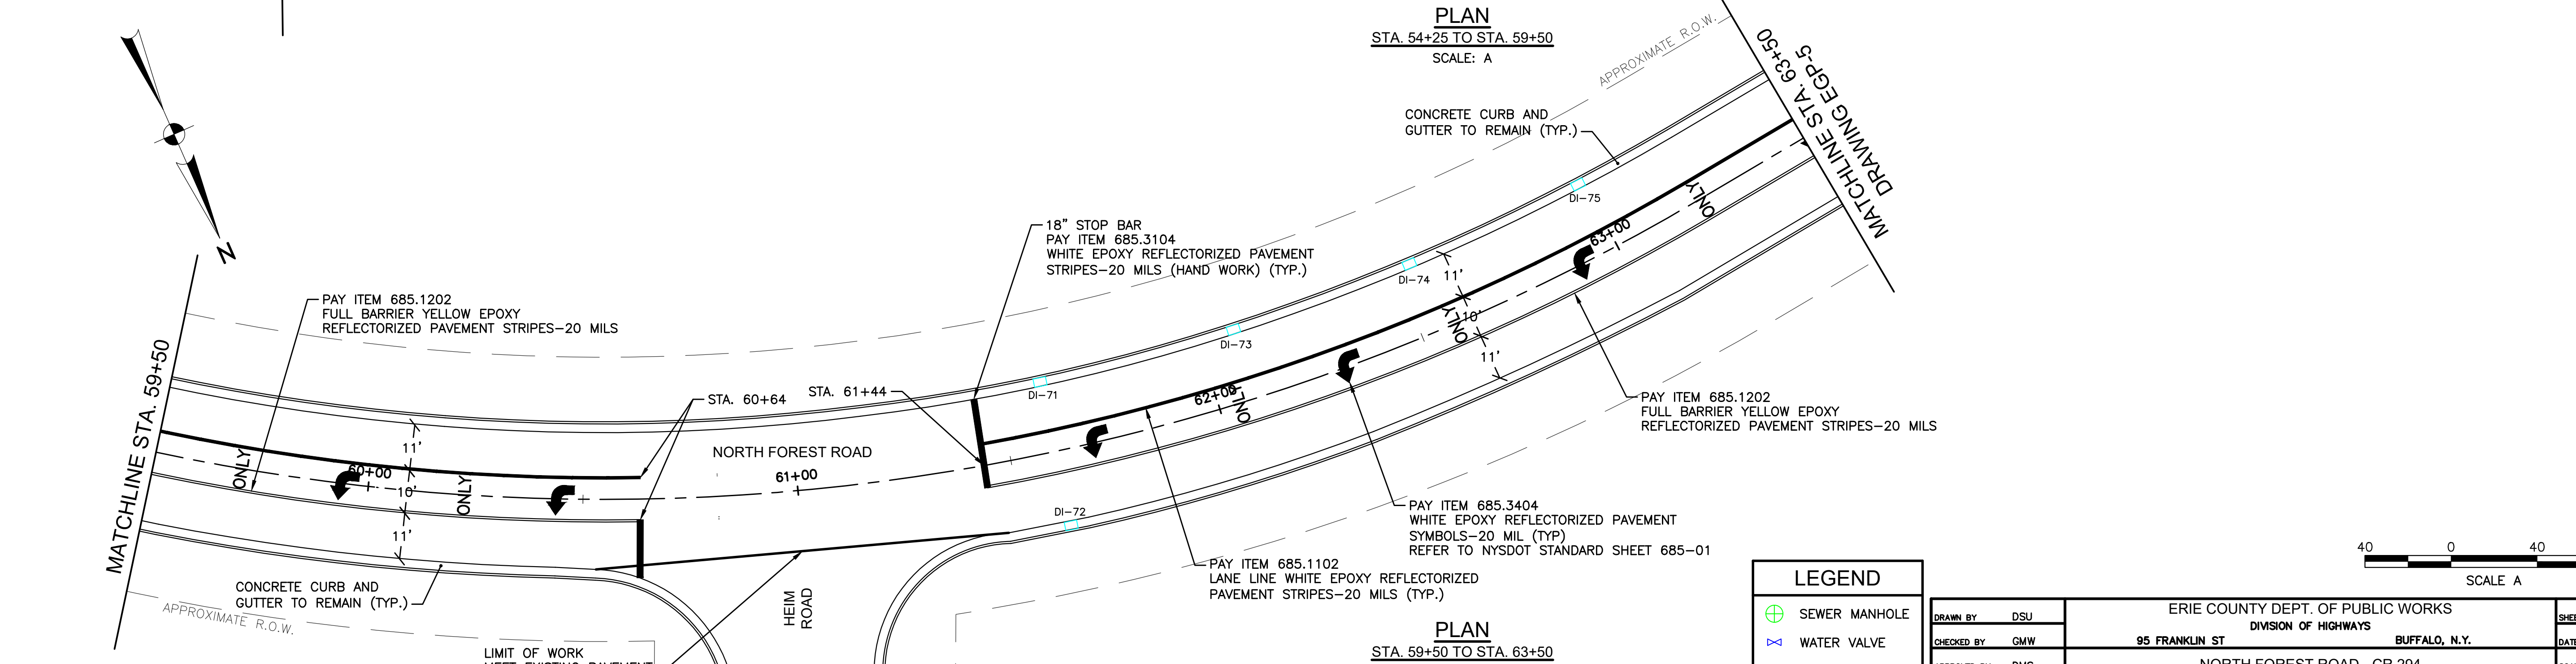 PLAN
STA. 54+25 TO STA. 59+50
SCALE: A
APPROXIMATE R.O.W.
MATCHLINE STA. 63+50
DRAWING EGP-5
CONCRETE CURB AND
GUTTER TO REMAIN (TYP.)
DI-75
N
18" STOP BAR
PAY ITEM 685.3104
WHITE EPOXY REFLECTORIZED PAVEMENT
STRIPES-20 MILS (HAND WORK) (TYP.)
ONLY
63+00
11'
DI-74
10'
ONLY
11'
PAY ITEM 685.1202
FULL BARRIER YELLOW EPOXY
REFLECTORIZED PAVEMENT STRIPES-20 MILS
DI-73
MATCHLINE STA. 59+50
STA. 60+64
STA. 61+44
DI-71
62+00
ONLY
PAY ITEM 685.1202
FULL BARRIER YELLOW EPOXY
REFLECTORIZED PAVEMENT STRIPES-20 MILS
11'
NORTH FOREST ROAD
ONLY
60+00
10'
ONLY
61+00
11'
DI-72
PAY ITEM 685.3404
WHITE EPOXY REFLECTORIZED PAVEMENT
SYMBOLS-20 MIL (TYP)
REFER TO NYSDOT STANDARD SHEET 685-01
PAY ITEM 685.1102
LANE LINE WHITE EPOXY REFLECTORIZED
PAVEMENT STRIPES-20 MILS (TYP.)
CONCRETE CURB AND
GUTTER TO REMAIN (TYP.)
APPROXIMATE R.O.W.
HEIM
ROAD
LIMIT OF WORK
MEET EXISTING PAVEMENT
PLAN
STA. 59+50 TO STA. 63+50
LEGEND
SEWER MANHOLE
WATER VALVE
40 0 40
SCALE A
DRAWN BY DSU
CHECKED BY GMW
ERIE COUNTY DEPT. OF PUBLIC WORKS
DIVISION OF HIGHWAYS
95 FRANKLIN ST BUFFALO, N.Y.
NORTH FOREST ROAD - CR 294